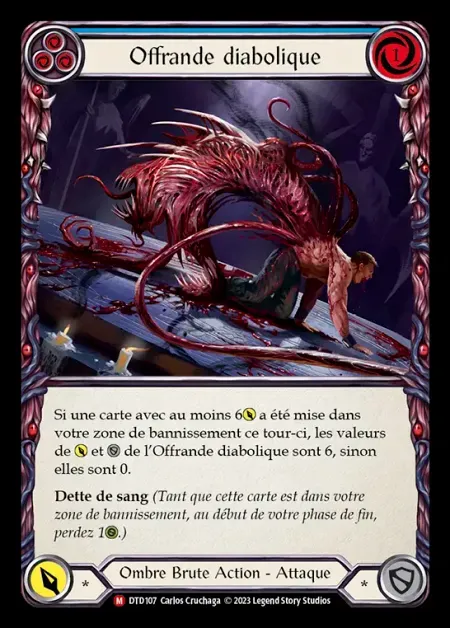 Offrande diabolique
1
Si une carte avec au moins 6 a été mise dans
votre zone de bannissement ce tour-ci, les valeurs
de et de l'Offrande diabolique sont 6, sinon
elles sont 0.
Dette de sang (Tant que cette carte est dans votre
zone de bannissement, au début de votre phase de fin,
perdez 1.)
* Ombre Brute Action - Attaque *
M DTD107 Carlos Cruchaga © 2023 Legend Story Studios